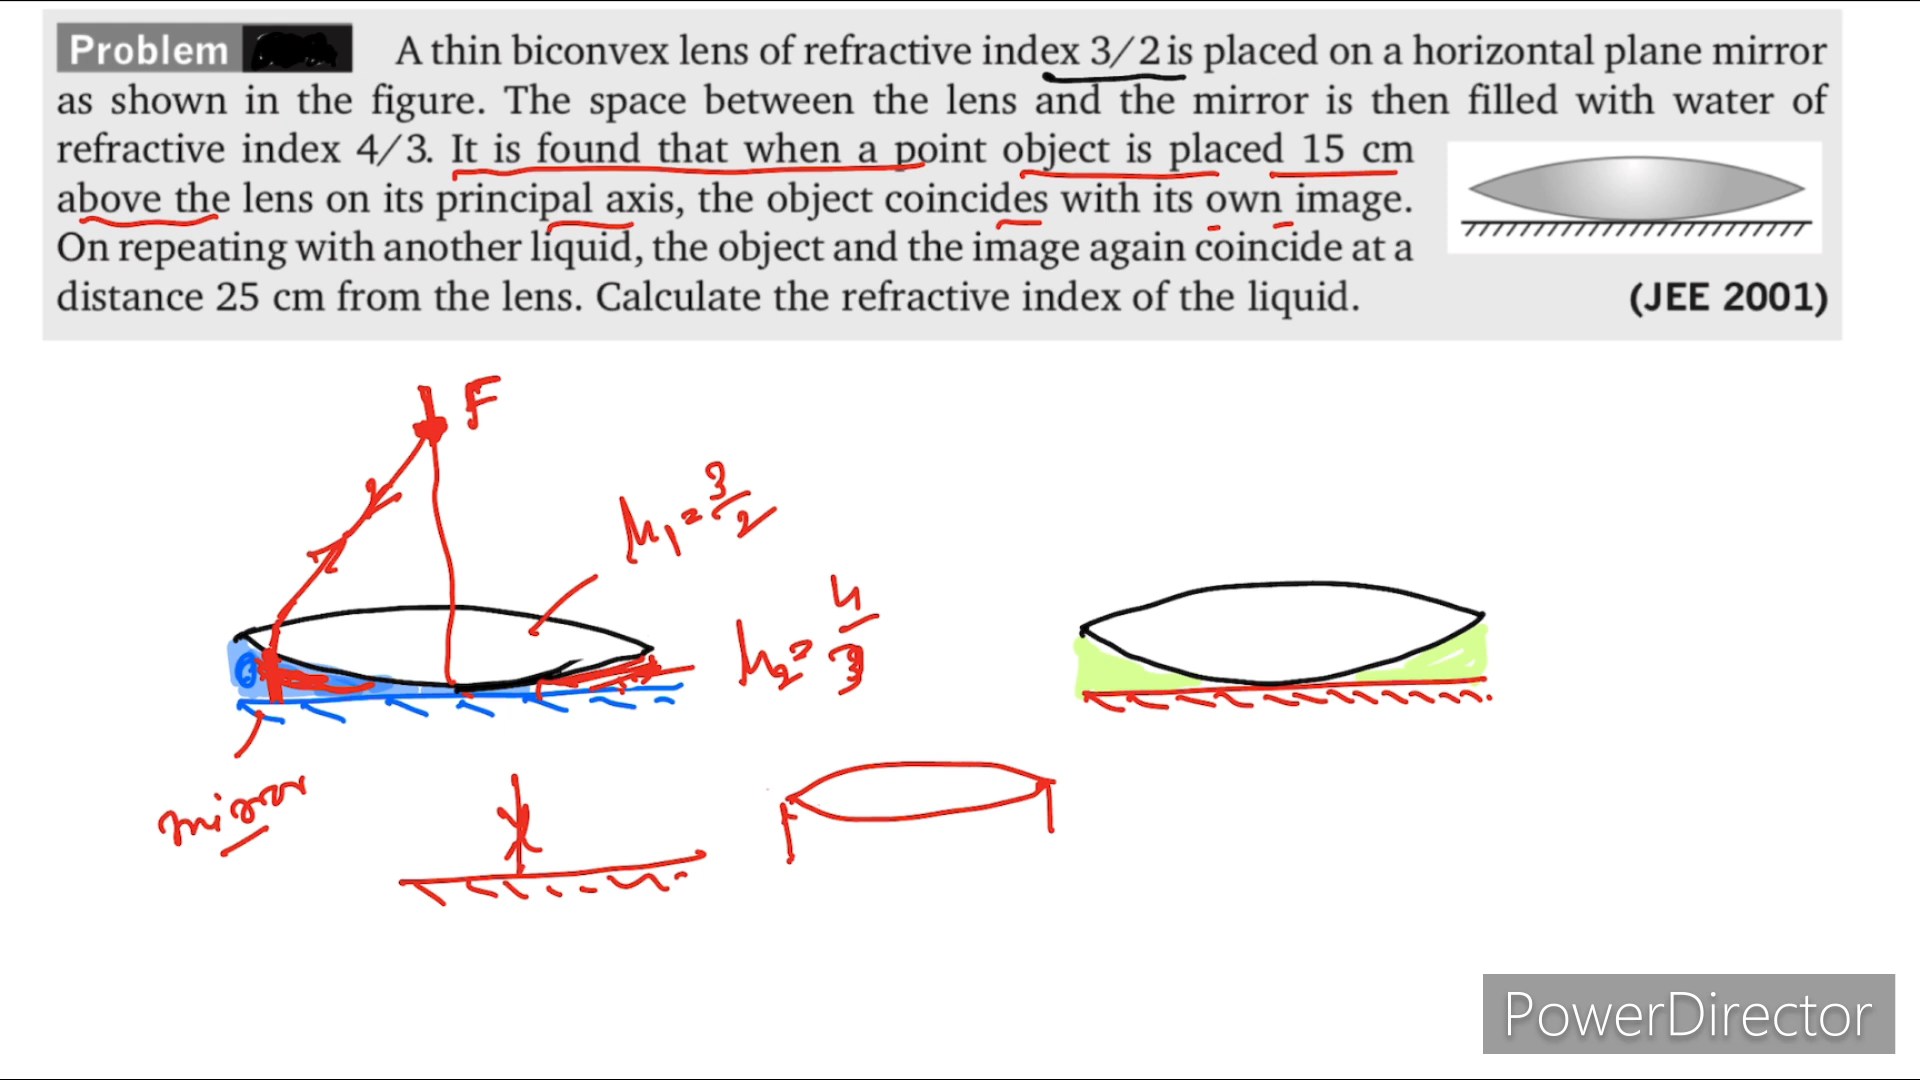 Problem A thin biconvex lens of refractive index 3/2 is placed on a horizontal plane mirror
as shown in the figure. The space between the lens and the mirror is then filled with water of
refractive index 4/3. It is found that when a point object is placed 15 cm
above the lens on its principal axis, the object coincides with its own image.
On repeating with another liquid, the object and the image again coincide at a
distance 25 cm from the lens. Calculate the refractive index of the liquid. (JEE 2001)
F
μ1 = 3/2
μ2 = 4/3
mirror
PowerDirector